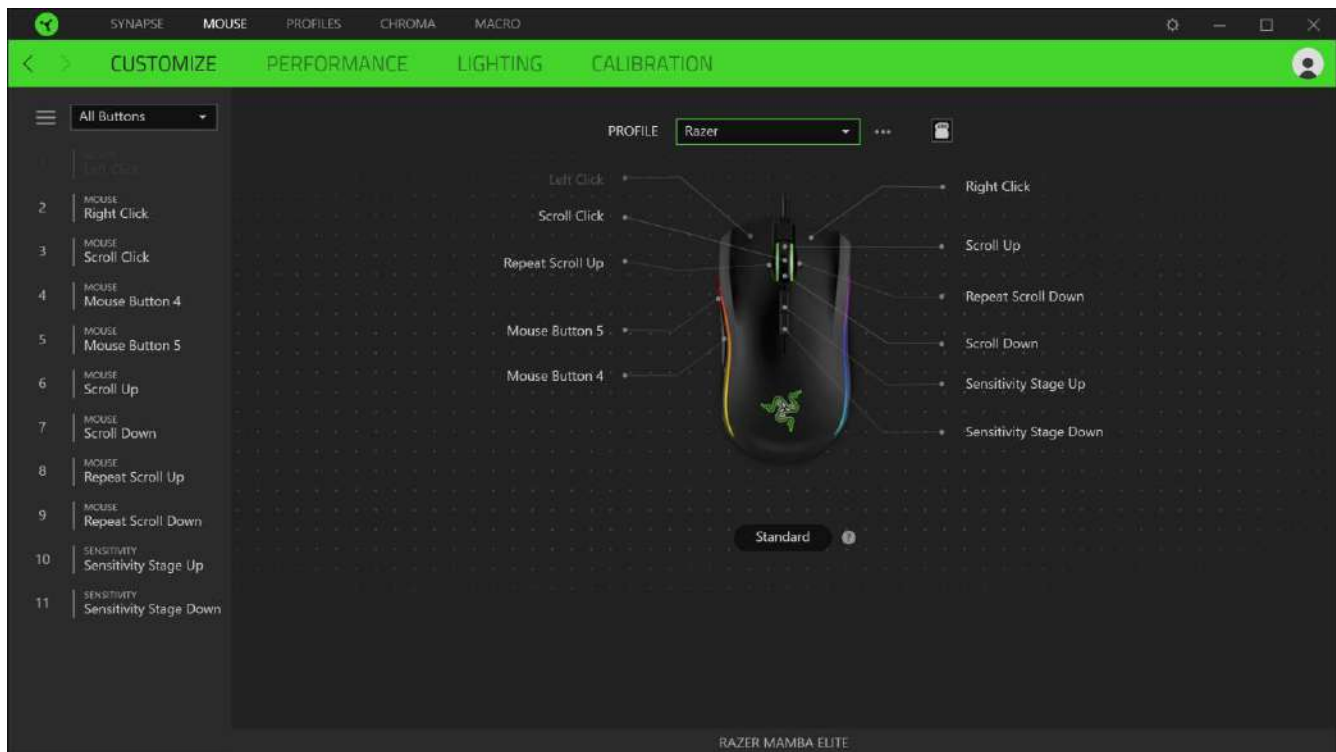 SYNAPSE MOUSE PROFILES CHROMA MACRO
CUSTOMIZE PERFORMANCE LIGHTING CALIBRATION
All Buttons
1
MOUSE
Left Click
2
MOUSE
Right Click
3
MOUSE
Scroll Click
4
MOUSE
Mouse Button 4
5
MOUSE
Mouse Button 5
6
MOUSE
Scroll Up
7
MOUSE
Scroll Down
8
MOUSE
Repeat Scroll Up
9
MOUSE
Repeat Scroll Down
10
SENSITIVITY
Sensitivity Stage Up
11
SENSITIVITY
Sensitivity Stage Down
PROFILE Razer
Left Click
Scroll Click
Repeat Scroll Up
Mouse Button 5
Mouse Button 4
Right Click
Scroll Up
Repeat Scroll Down
Scroll Down
Sensitivity Stage Up
Sensitivity Stage Down
Standard ?
RAZER MAMBA ELITE